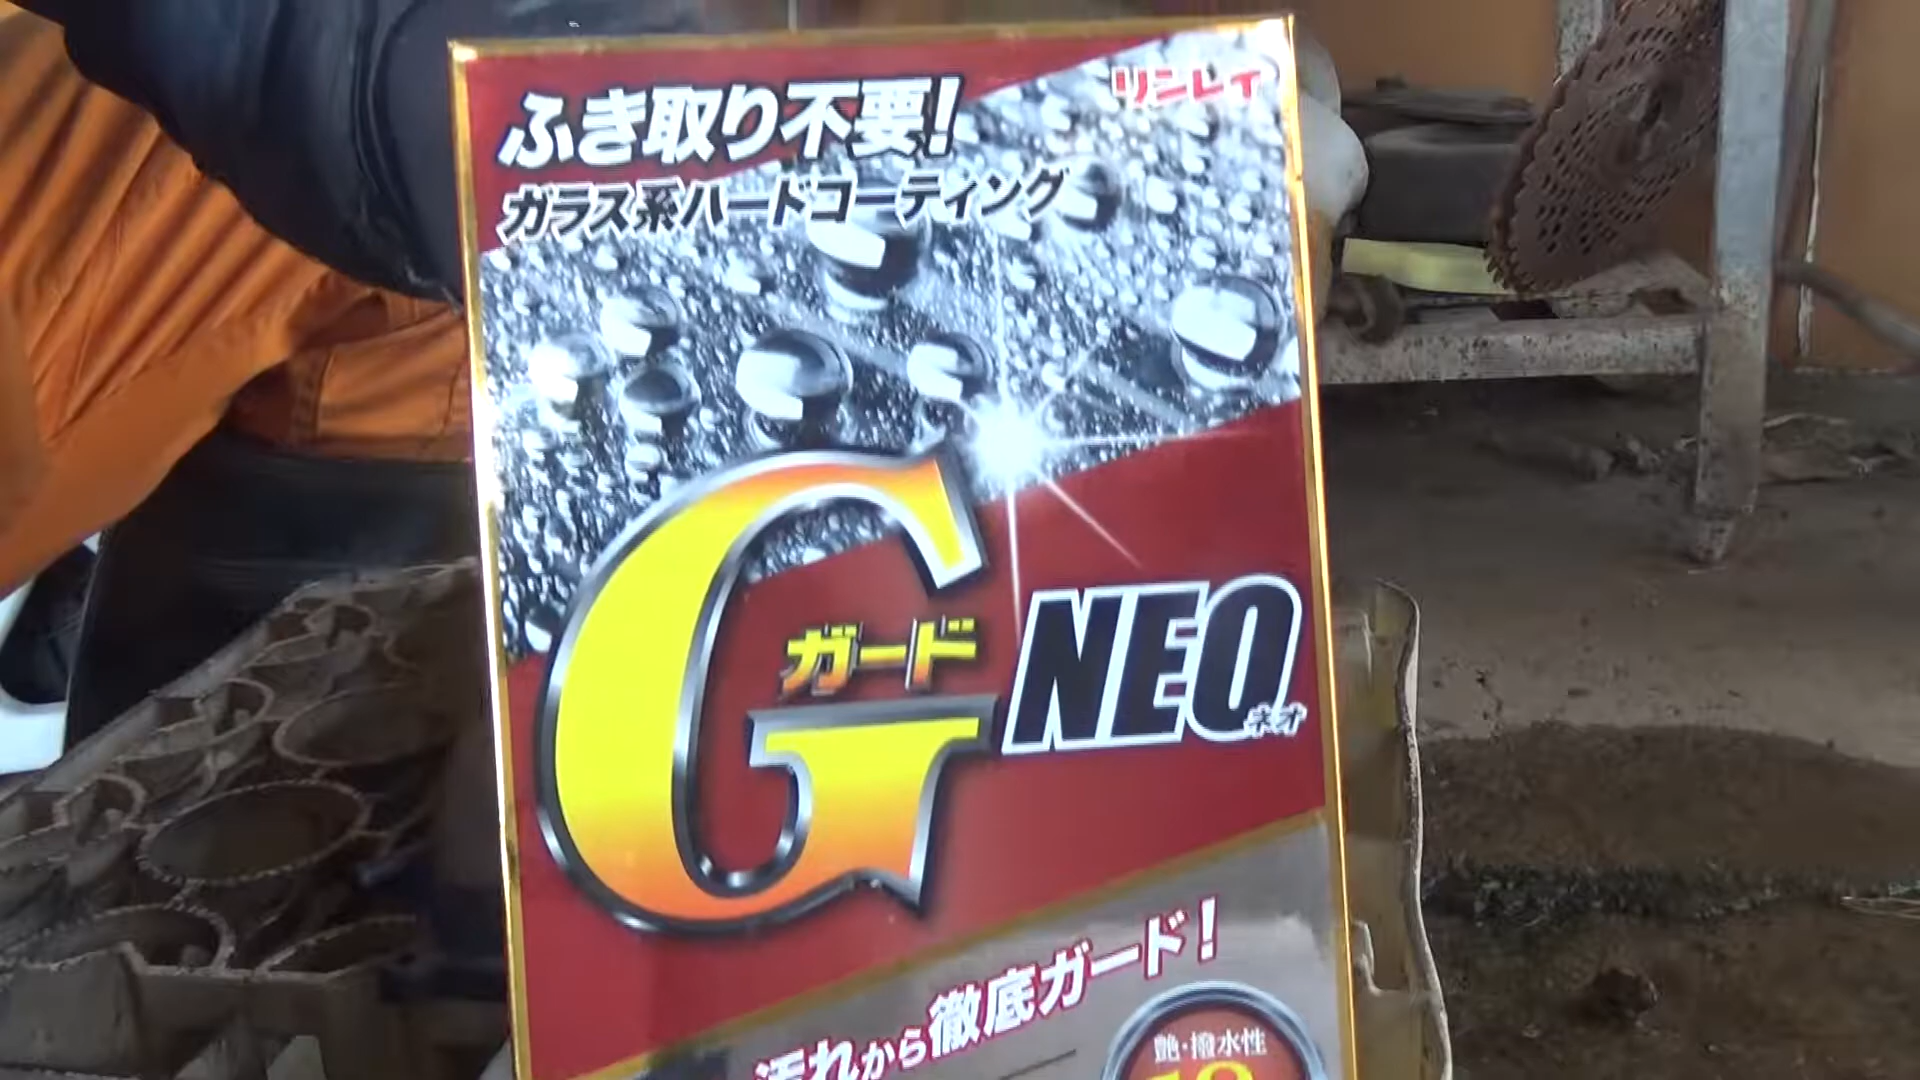 リンレイ
ふき取り不要!
ガラス系ハードコーティング
G
ガード
NEO
ネオ
汚れから徹底ガード!
艶・撥水性